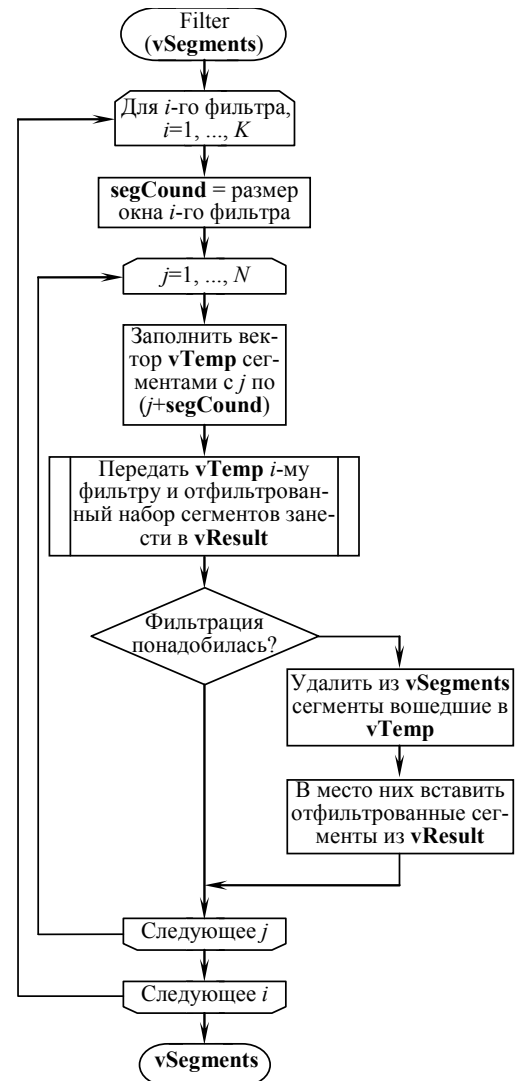 Filter
(vSegments)
Для i-го фильтра,
i=1, ..., K
segCound = размер
окна i-го фильтра
j=1, ..., N
Заполнить век-
тор vTemp сег-
ментами с j по
(j+segCound)
Передать vTemp i-му
фильтру и отфильтрован-
ный набор сегментов зане-
сти в vResult
Фильтрация
понадобилась?
Удалить из vSegments
сегменты вошедшие в
vTemp
В место них вставить
отфильтрованные сег-
менты из vResult
Следующее j
Следующее i
vSegments